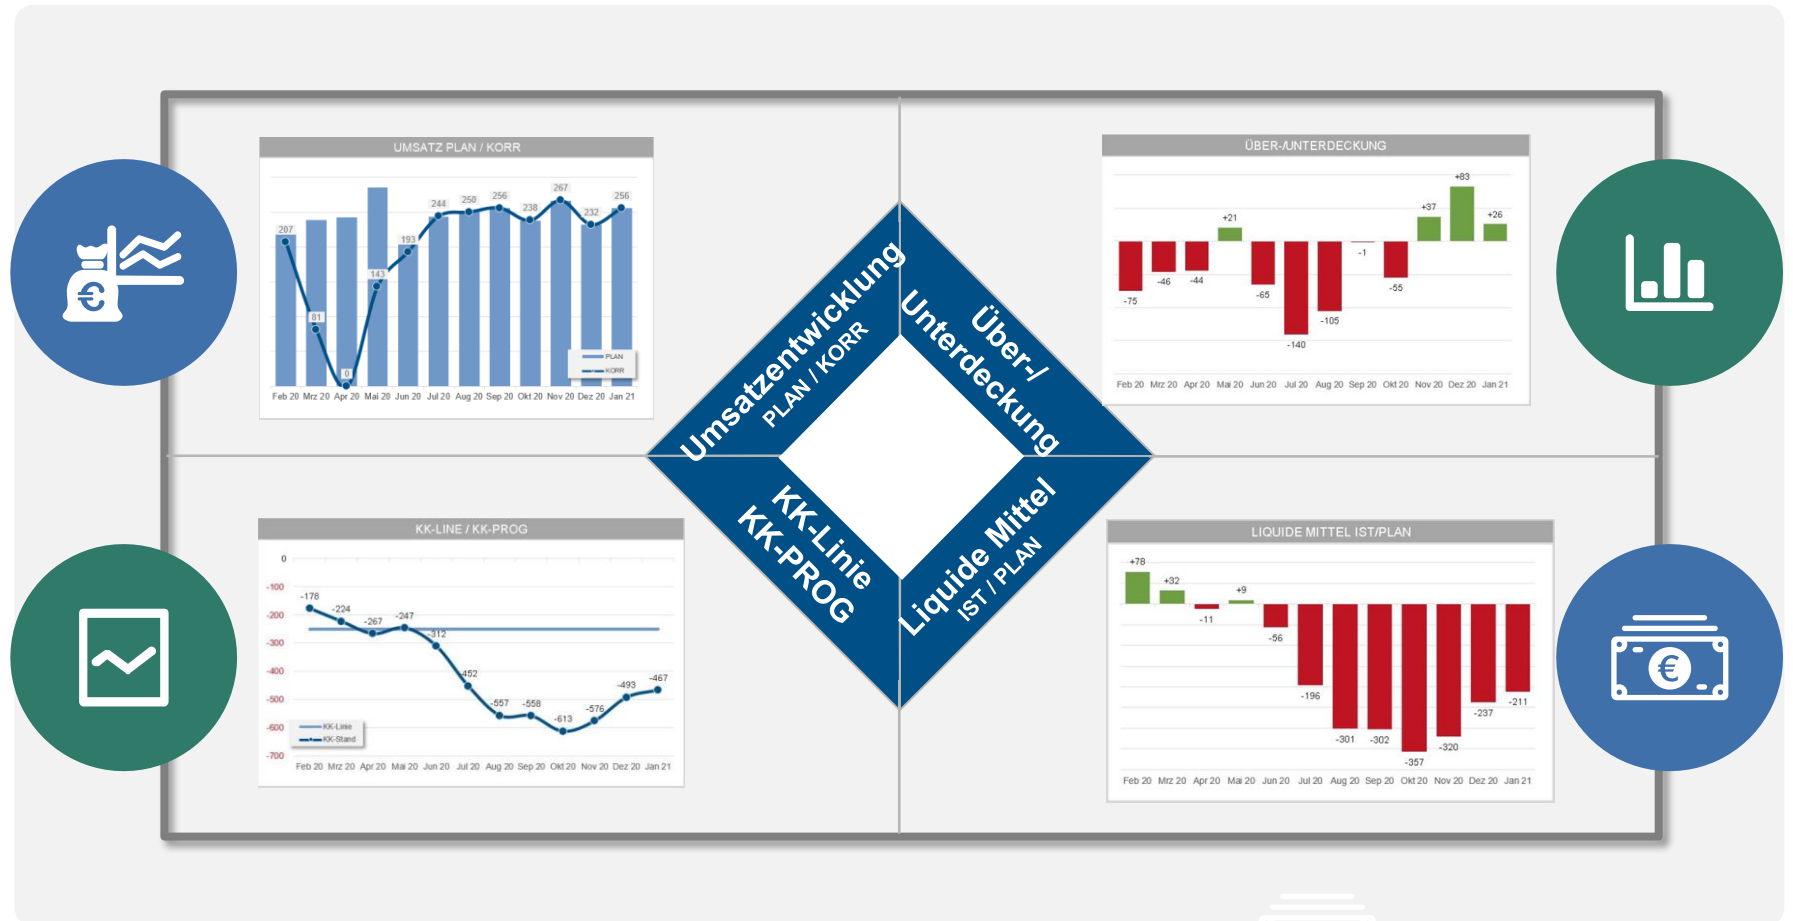 UMSATZ PLAN / KORR
207
81
0
143
193
244
250
256
238
267
232
256
PLAN
KORR
Feb 20 Mrz 20 Apr 20 Mai 20 Jun 20 Jul 20 Aug 20 Sep 20 Okt 20 Nov 20 Dez 20 Jan 21
ÜBER-/UNTERDECKUNG
-75
-46
-44
+21
-65
-140
-105
-1
-55
+37
+83
+26
Feb 20 Mrz 20 Apr 20 Mai 20 Jun 20 Jul 20 Aug 20 Sep 20 Okt 20 Nov 20 Dez 20 Jan 21
Umsatzentwicklung
PLAN / KORR
Über-/
Unterdeckung
KK-Linie
KK-PROG
Liquide Mittel
IST / PLAN
KK-LINE / KK-PROG
0
-100
-200
-300
-400
-500
-600
-700
-178
-224
-267
-247
-312
-452
-557
-558
-613
-576
-493
-467
KK-Linie
KK-Stand
Feb 20 Mrz 20 Apr 20 Mai 20 Jun 20 Jul 20 Aug 20 Sep 20 Okt 20 Nov 20 Dez 20 Jan 21
LIQUIDE MITTEL IST/PLAN
+78
+32
-11
+9
-56
-196
-301
-302
-357
-320
-237
-211
Feb 20 Mrz 20 Apr 20 Mai 20 Jun 20 Jul 20 Aug 20 Sep 20 Okt 20 Nov 20 Dez 20 Jan 21
€
€